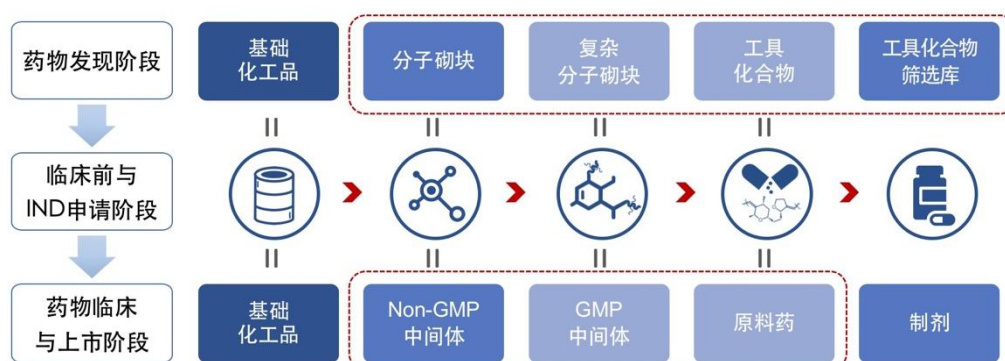 药物发现阶段
基础
化工品
分子砌块
复杂
分子砌块
工具
化合物
工具化合物
筛选库
临床前与
IND申请阶段
药物临床
与上市阶段
基础
化工品
Non-GMP
中间体
GMP
中间体
原料药
制剂